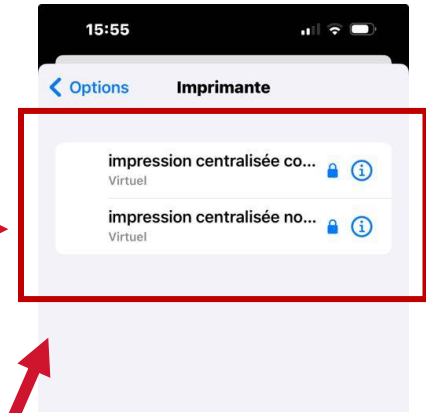 15:55
Options Imprimante
impression centralisée co...
Virtuel
impression centralisée no...
Virtuel